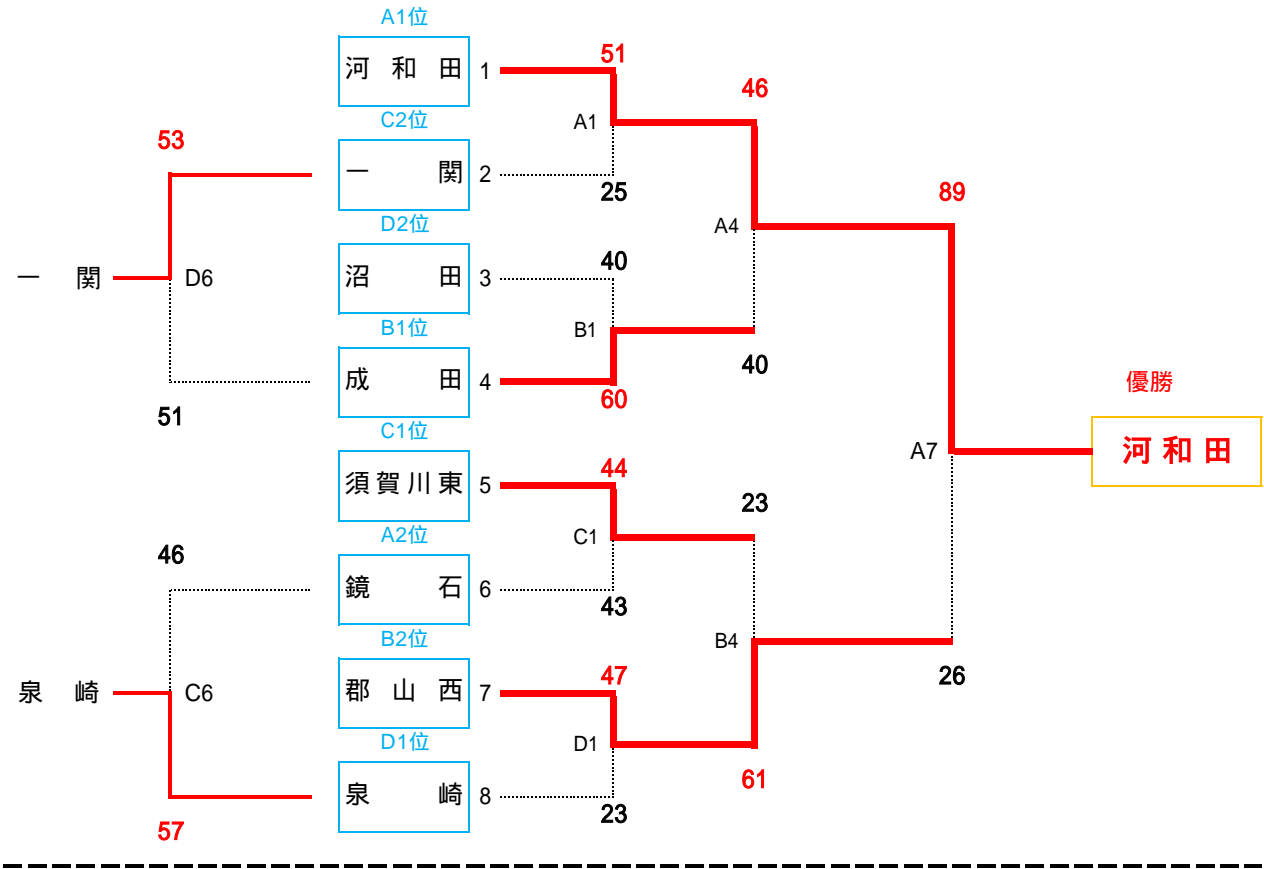 A1位
河和田 1 51
46
A1
C2位
53
一関 2
25
89
D2位
A4
40
一関 D6
沼田 3
B1位
B1
40
成田 4
60
51
優勝
C1位
A7 河和田
須賀川東 5 44
23
A2位
C1
46
鏡石 6
43
B2位
B4
47
26
泉崎 C6
郡山西 7
D1位
D1
61
泉崎 8
23
57